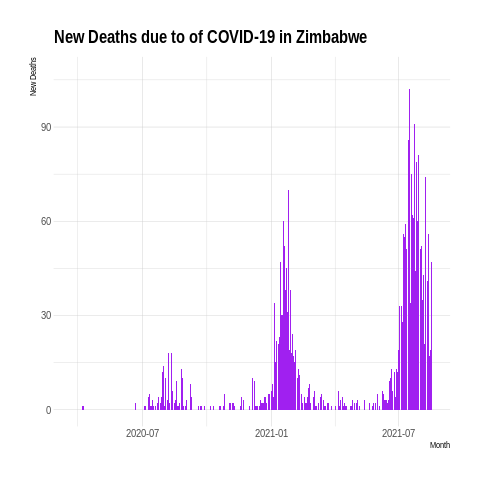 New Deaths due to of COVID-19 in Zimbabwe
New Deaths
90
60
30
0
2020-07
2021-01
2021-07
Month